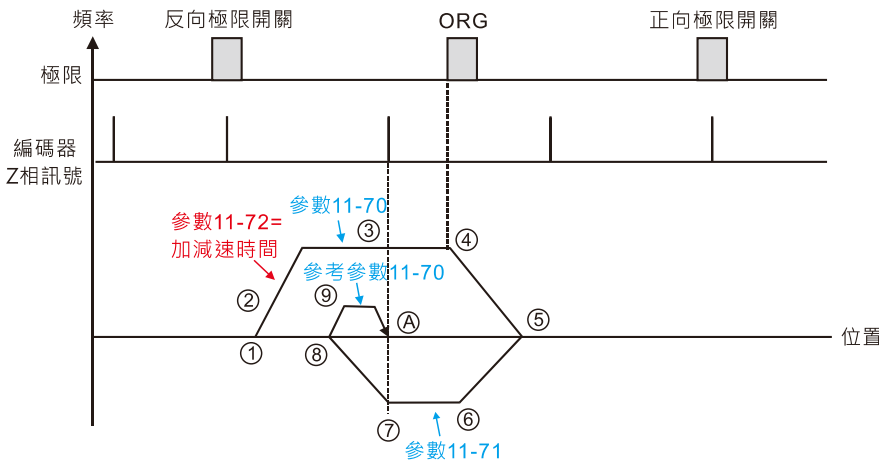 頻率
反向極限開關
ORG
正向極限開關
極限
編碼器
Z相訊號
參數11-70
參數11-72=
加減速時間
③
④
參考參數11-70
②
⑨
Ⓐ
⑤
位置
①
⑧
⑦
⑥
參數11-71